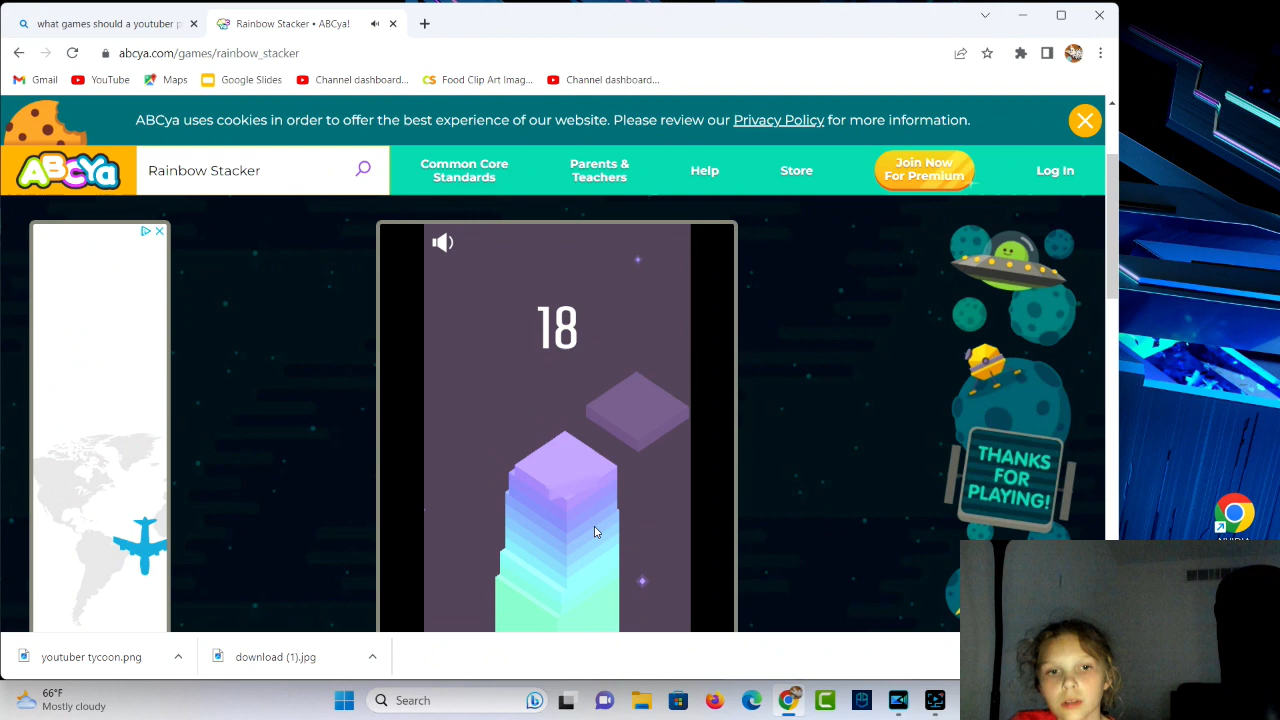 what games should a youtuber p
Rainbow Stacker • ABCya!
abcya.com/games/rainbow_stacker
Gmail
YouTube
Maps
Google Slides
Channel dashboard...
Food Clip Art Imag...
Channel dashboard...
ABCya uses cookies in order to offer the best experience of our website. Please review our Privacy Policy for more information.
ABCYa
Rainbow Stacker
Common Core
Standards
Parents &
Teachers
Help
Store
Join Now
For Premium
Log In
18
THANKS
FOR
PLAYING!
youtuber tycoon.png
download (1).jpg
66°F
Mostly cloudy
Search